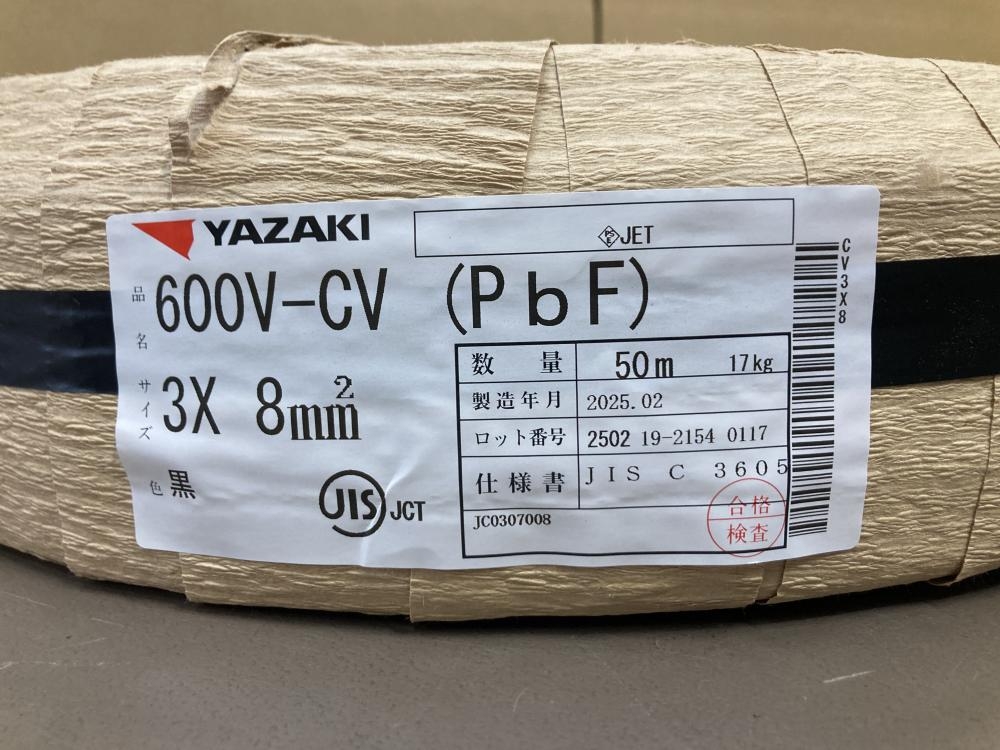 YAZAKI
PSE JET
品名 600V-CV (PbF)
サイズ 3X 8mm²
色 黒
JIS JCT
数量 50m 17kg
製造年月 2025.02
ロット番号 2502 19-2154 0117
仕様書 JIS C 3605
JC0307008
合格
検査
CV3X8